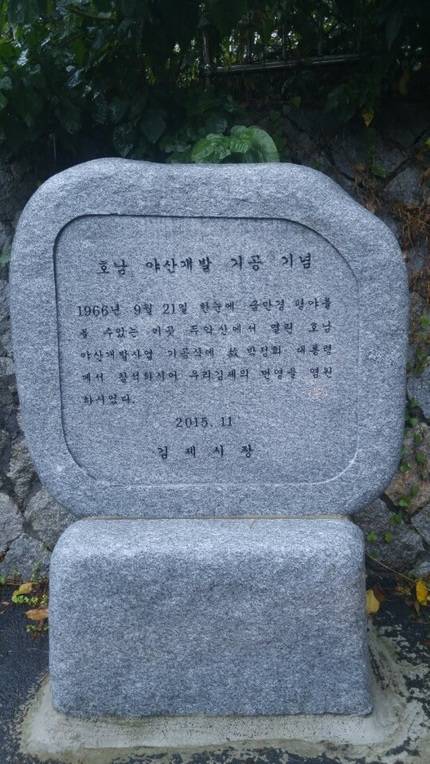 호남 야산개발 기공 기념
1966년 9월 21일 한눈에 금만경 평야를
볼 수있는 이곳 두악산에서 열린 호남
야산개발사업 기공식에 故 박정희 대통령
께서 참석하시어 우리김제의 번영을 염원
하시었다.
2015. 11
김 제 시 장